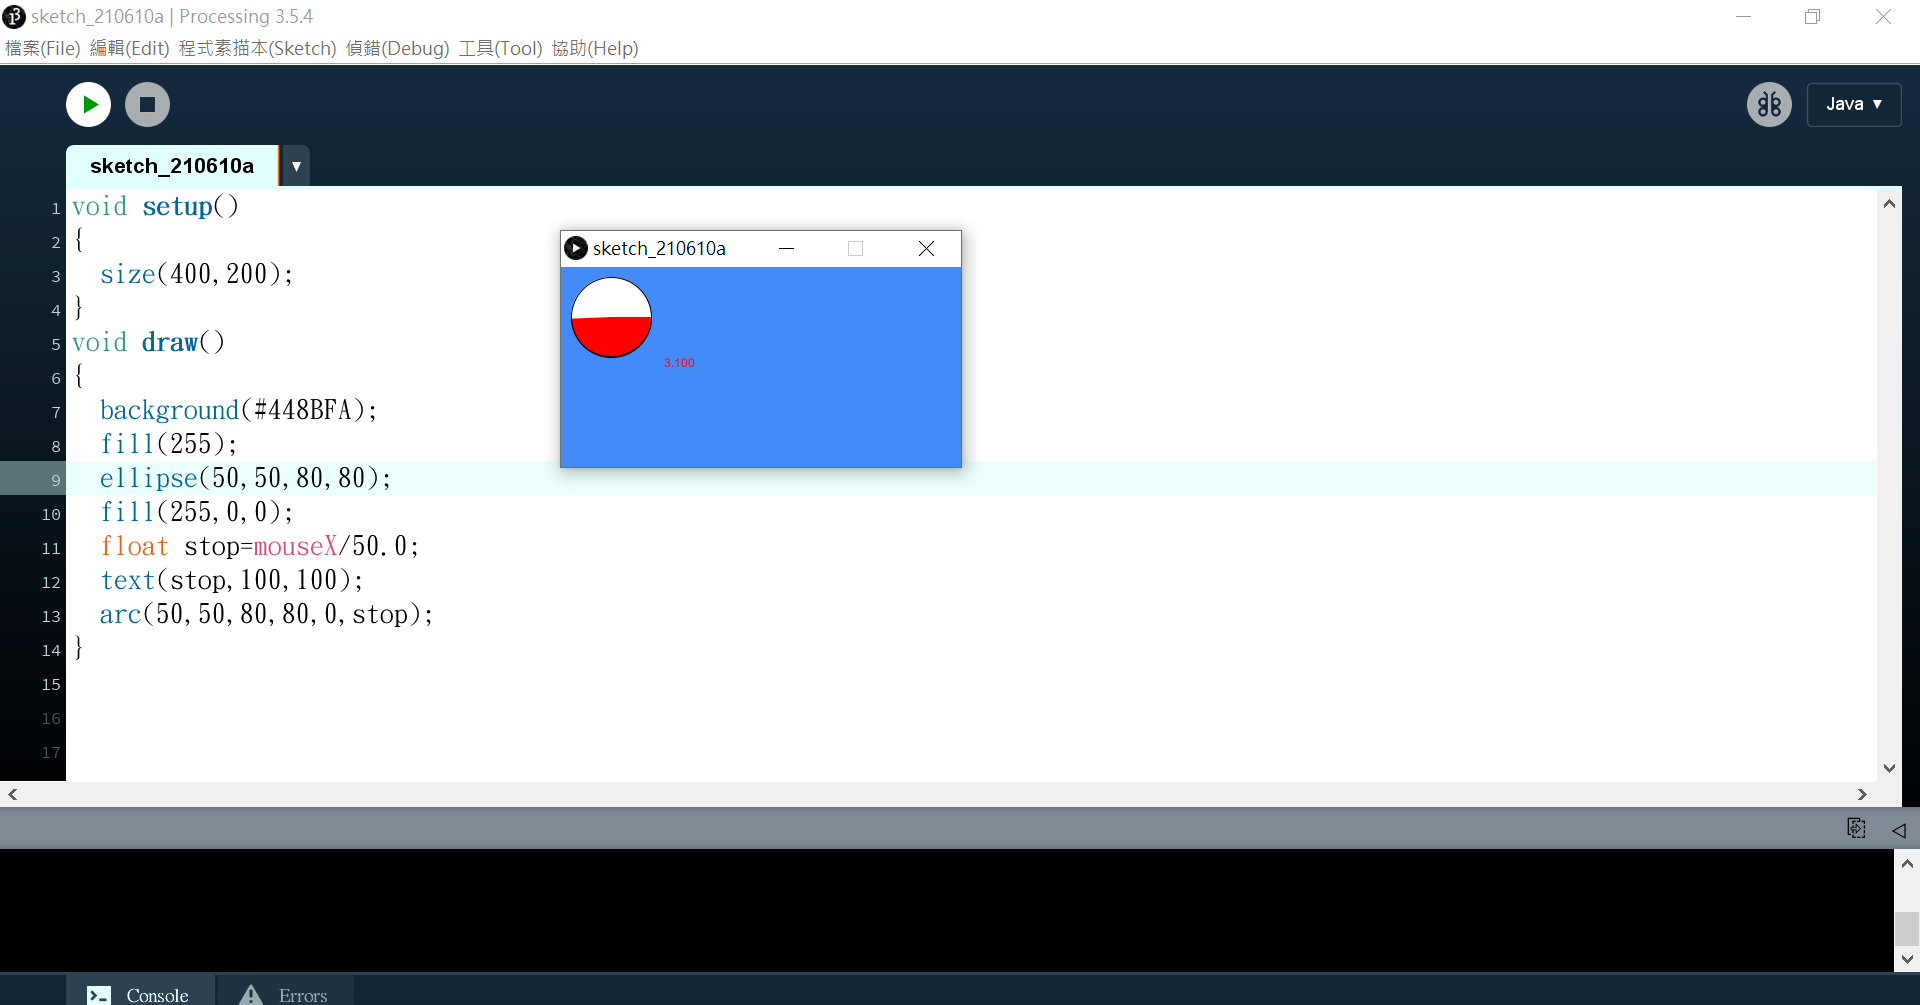 sketch_210610a | Processing 3.5.4
檔案(File) 編輯(Edit) 程式素描本(Sketch) 偵錯(Debug) 工具(Tool) 協助(Help)
Java ▼
sketch_210610a ▼
1 void setup()
2 {
3 size(400,200);
4 }
5 void draw()
6 {
7 background(#448BFA);
8 fill(255);
9 ellipse(50,50,80,80);
10 fill(255,0,0);
11 float stop=mouseX/50.0;
12 text(stop,100,100);
13 arc(50,50,80,80,0,stop);
14 }
15
16
17
sketch_210610a
3.100
Console Errors